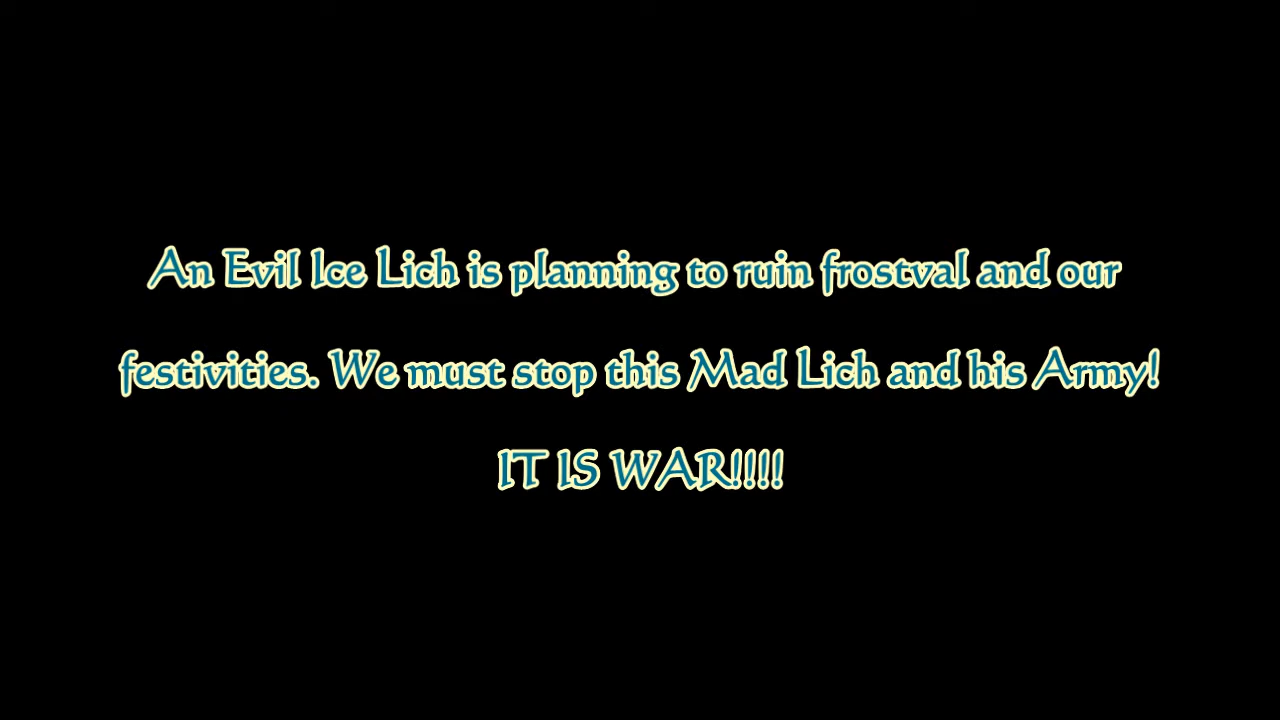 An Evil Ice Lich is planning to ruin frostval and our
festivities. We must stop this Mad Lich and his Army!
IT IS WAR!!!!